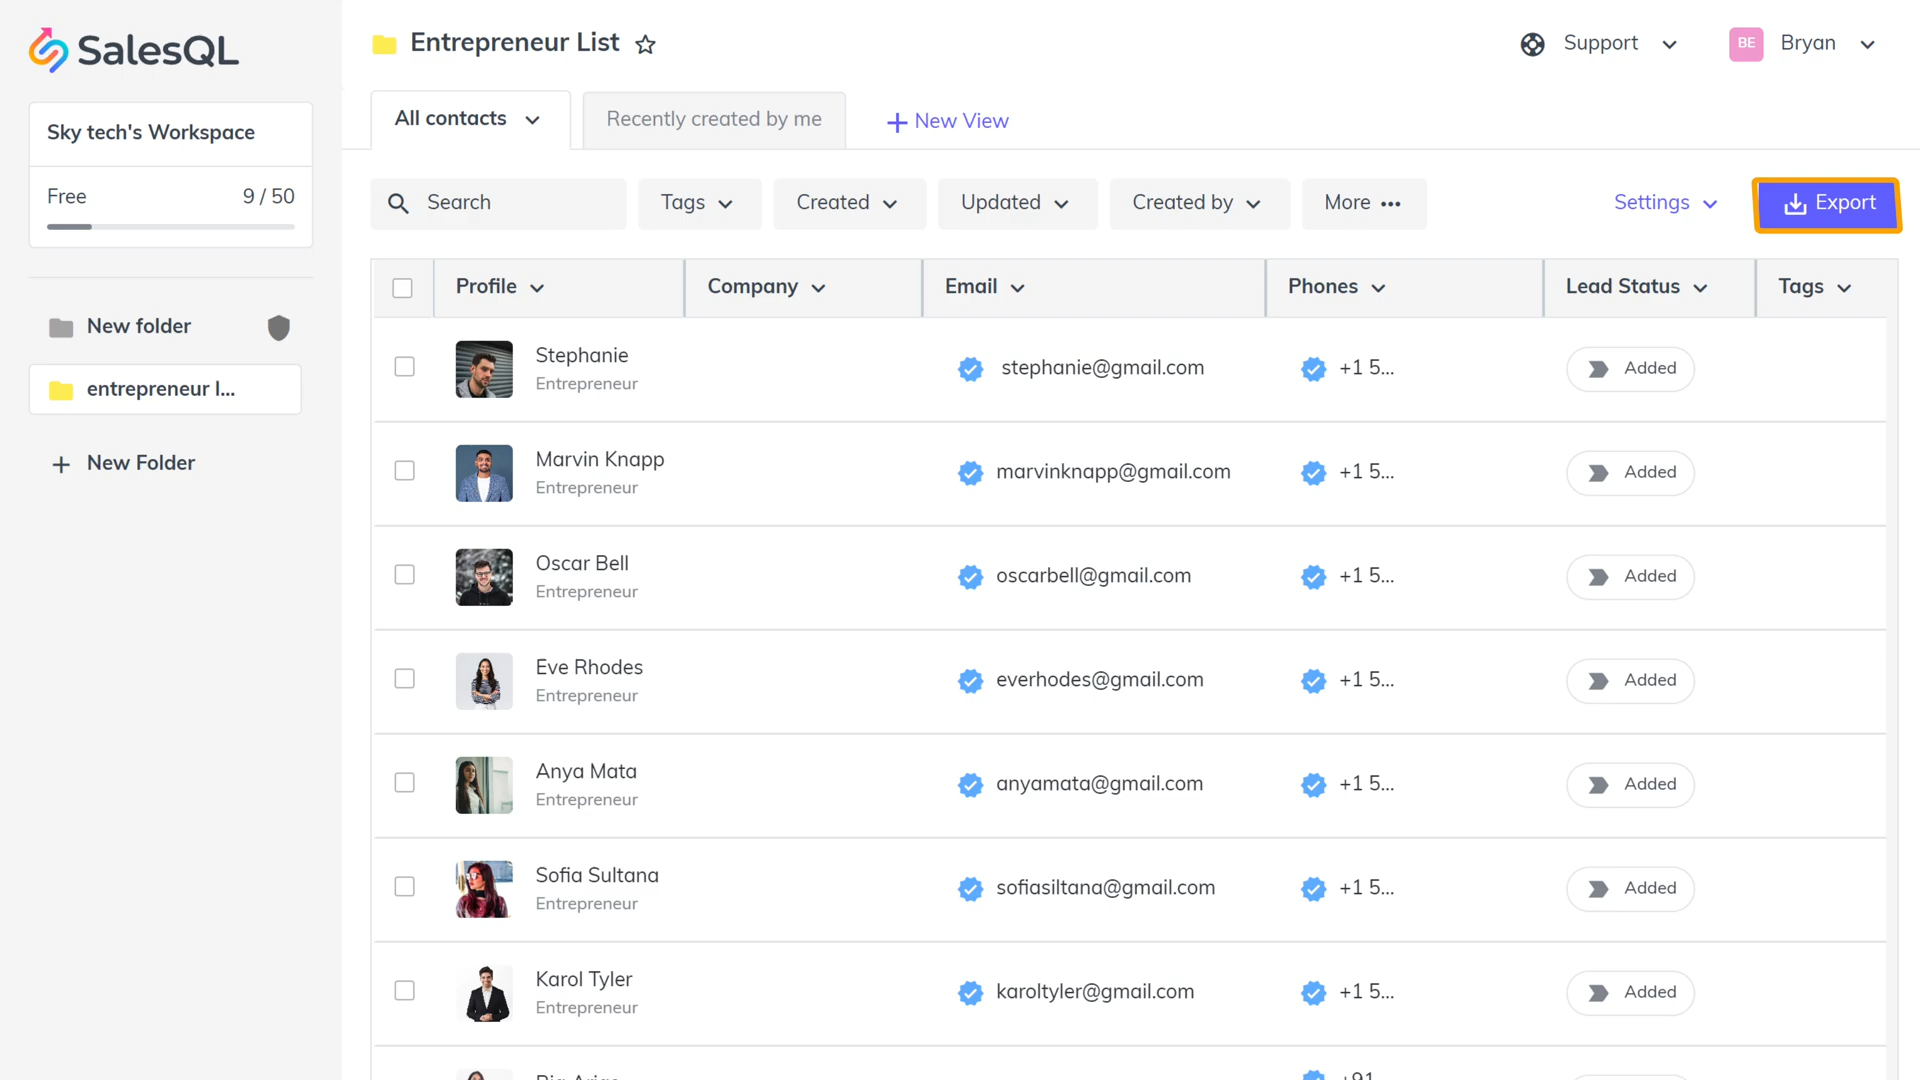 SalesQL
Entrepreneur List
Support
BE
Bryan
Sky tech's Workspace
Free
9 / 50
All contacts
Recently created by me
New View
Search
Tags
Created
Updated
Created by
More
Settings
Export
New folder
entrepreneur l...
New Folder
Profile
Company
Email
Phones
Lead Status
Tags
Stephanie
Entrepreneur
stephanie@gmail.com
+1 5...
Added
Marvin Knapp
Entrepreneur
marvinknapp@gmail.com
+1 5...
Added
Oscar Bell
Entrepreneur
oscarbell@gmail.com
+1 5...
Added
Eve Rhodes
Entrepreneur
everhodes@gmail.com
+1 5...
Added
Anya Mata
Entrepreneur
anyamata@gmail.com
+1 5...
Added
Sofia Sultana
Entrepreneur
sofiasiltana@gmail.com
+1 5...
Added
Karol Tyler
Entrepreneur
karoltyler@gmail.com
+1 5...
Added
+91